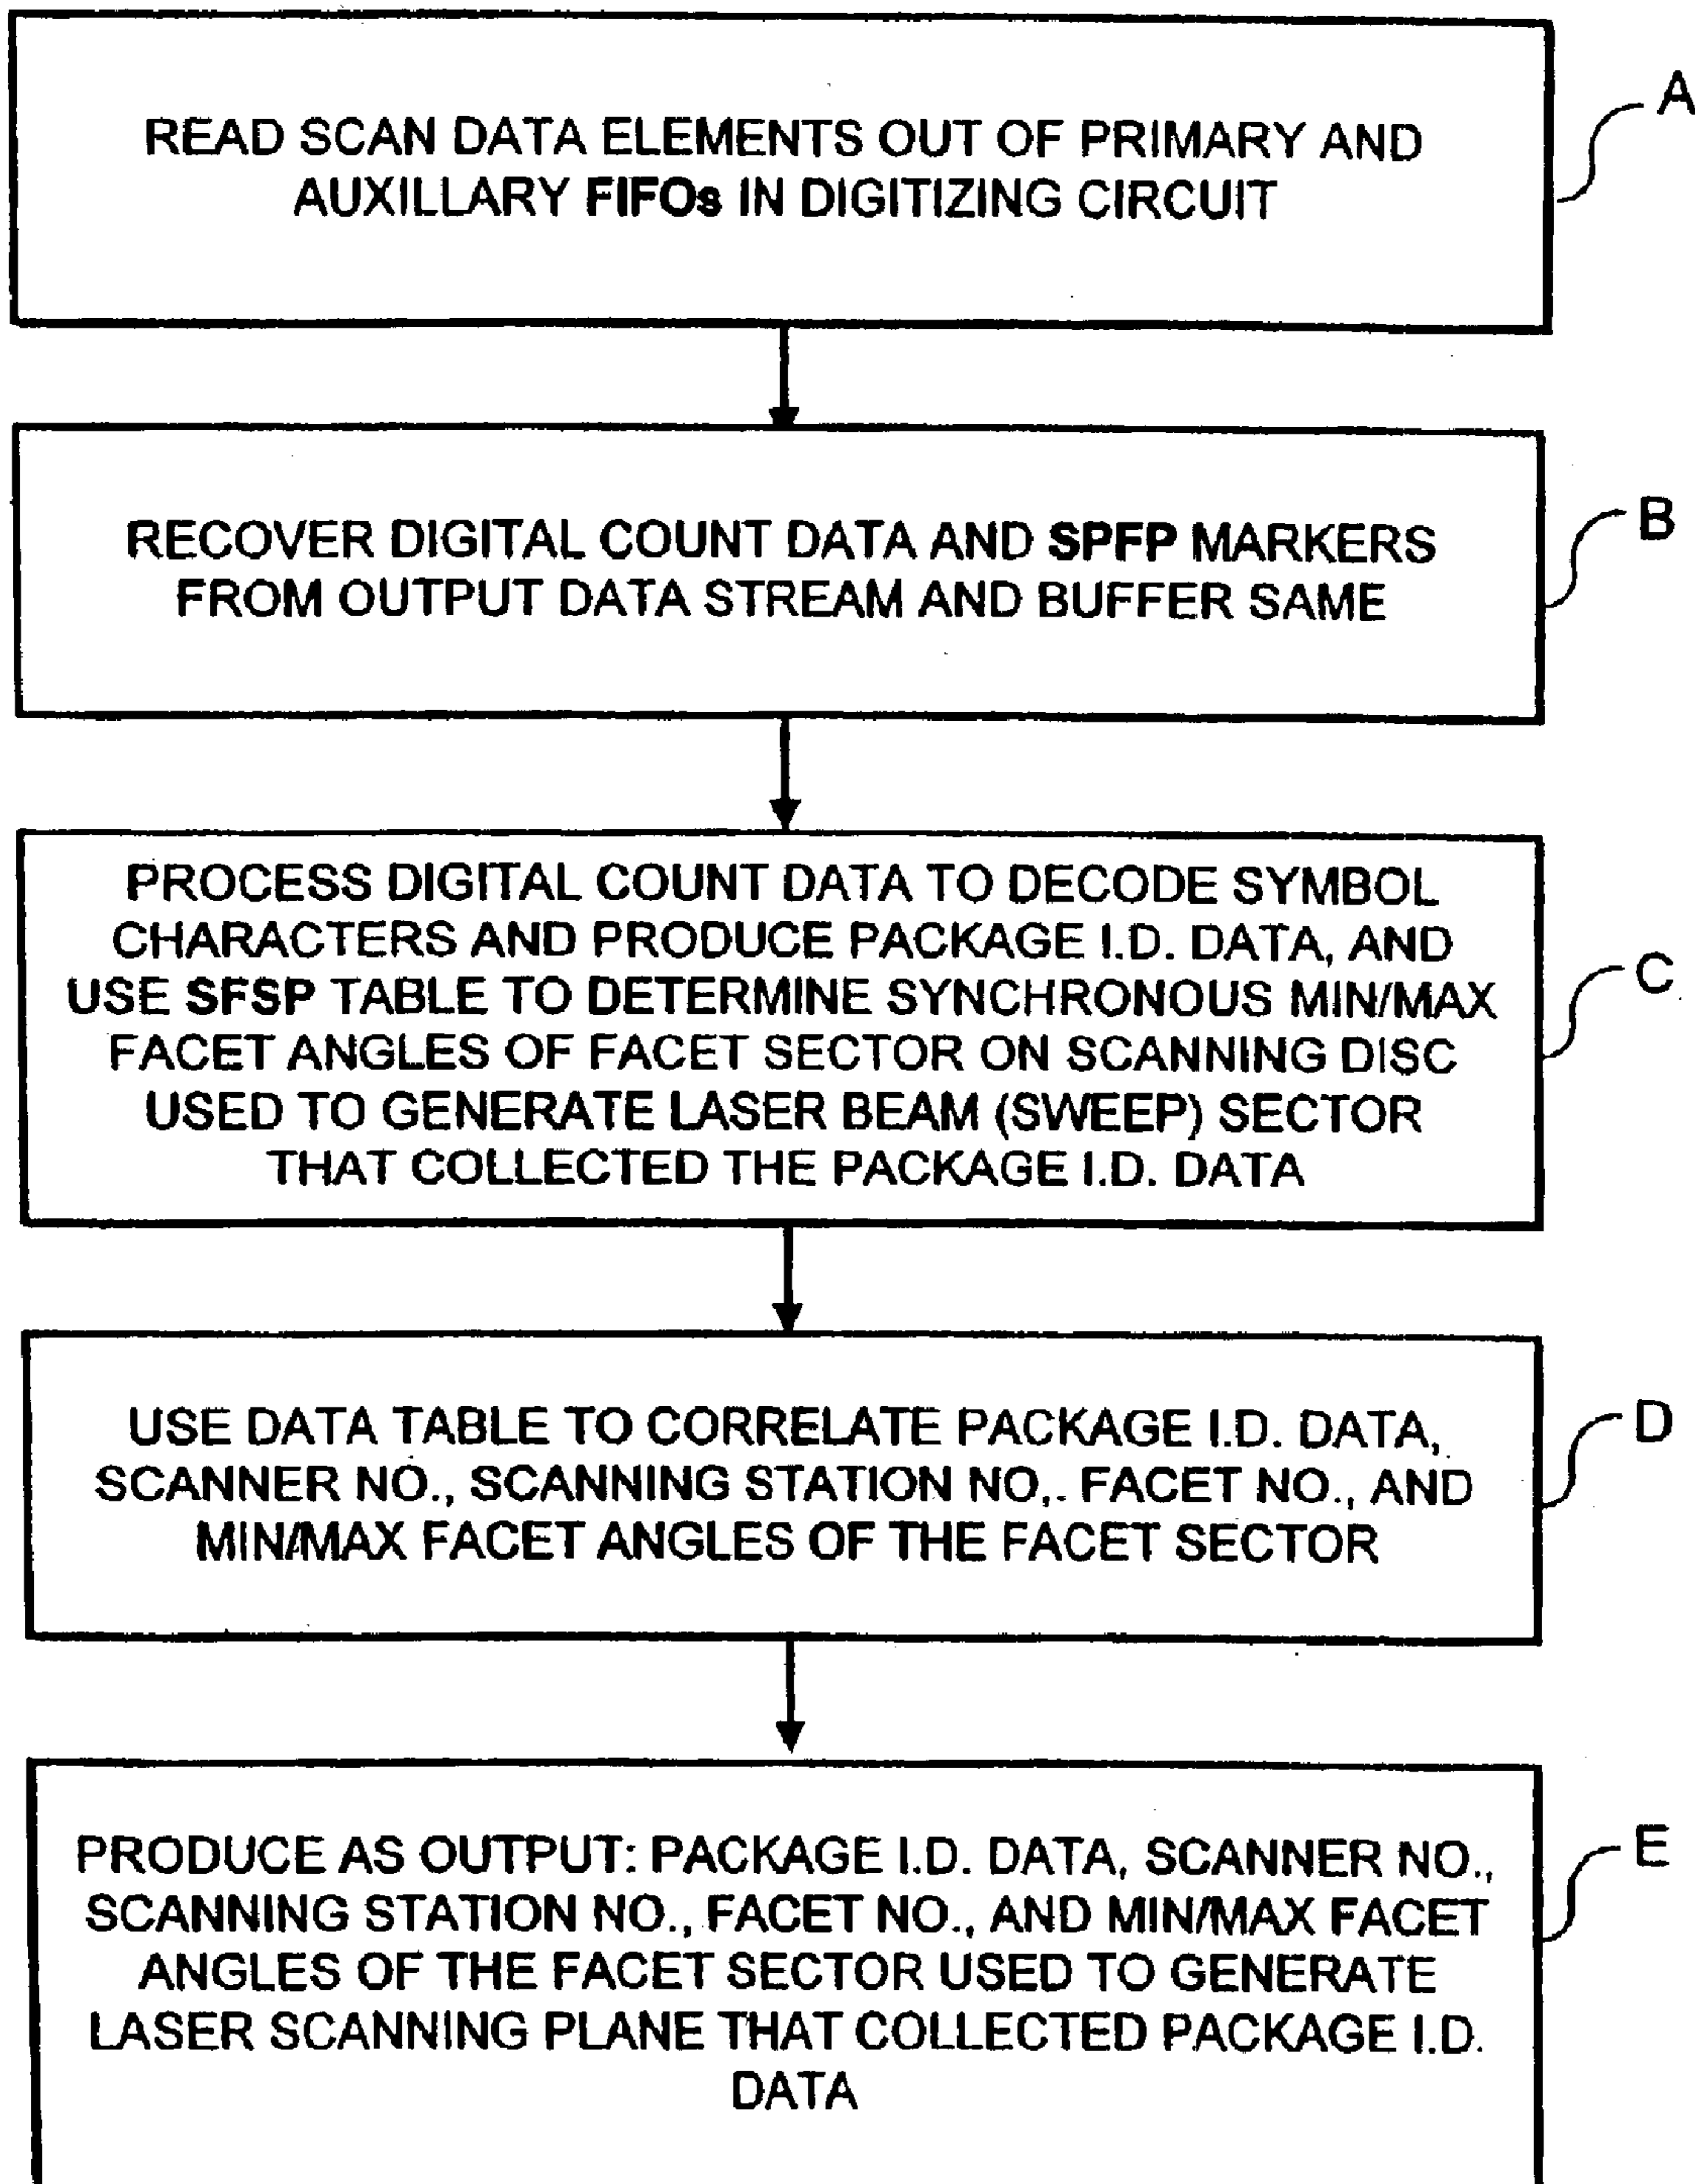 READ SCAN DATA ELEMENTS OUT OF PRIMARY AND
AUXILLARY FIFOs IN DIGITIZING CIRCUIT
A
RECOVER DIGITAL COUNT DATA AND SPFP MARKERS
FROM OUTPUT DATA STREAM AND BUFFER SAME
B
PROCESS DIGITAL COUNT DATA TO DECODE SYMBOL
CHARACTERS AND PRODUCE PACKAGE I.D. DATA, AND
USE SFSP TABLE TO DETERMINE SYNCHRONOUS MIN/MAX
FACET ANGLES OF FACET SECTOR ON SCANNING DISC
USED TO GENERATE LASER BEAM (SWEEP) SECTOR
THAT COLLECTED THE PACKAGE I.D. DATA
C
USE DATA TABLE TO CORRELATE PACKAGE I.D. DATA,
SCANNER NO., SCANNING STATION NO,. FACET NO., AND
MIN/MAX FACET ANGLES OF THE FACET SECTOR
D
PRODUCE AS OUTPUT: PACKAGE I.D. DATA, SCANNER NO.,
SCANNING STATION NO., FACET NO., AND MIN/MAX FACET
ANGLES OF THE FACET SECTOR USED TO GENERATE
LASER SCANNING PLANE THAT COLLECTED PACKAGE I.D.
DATA
E